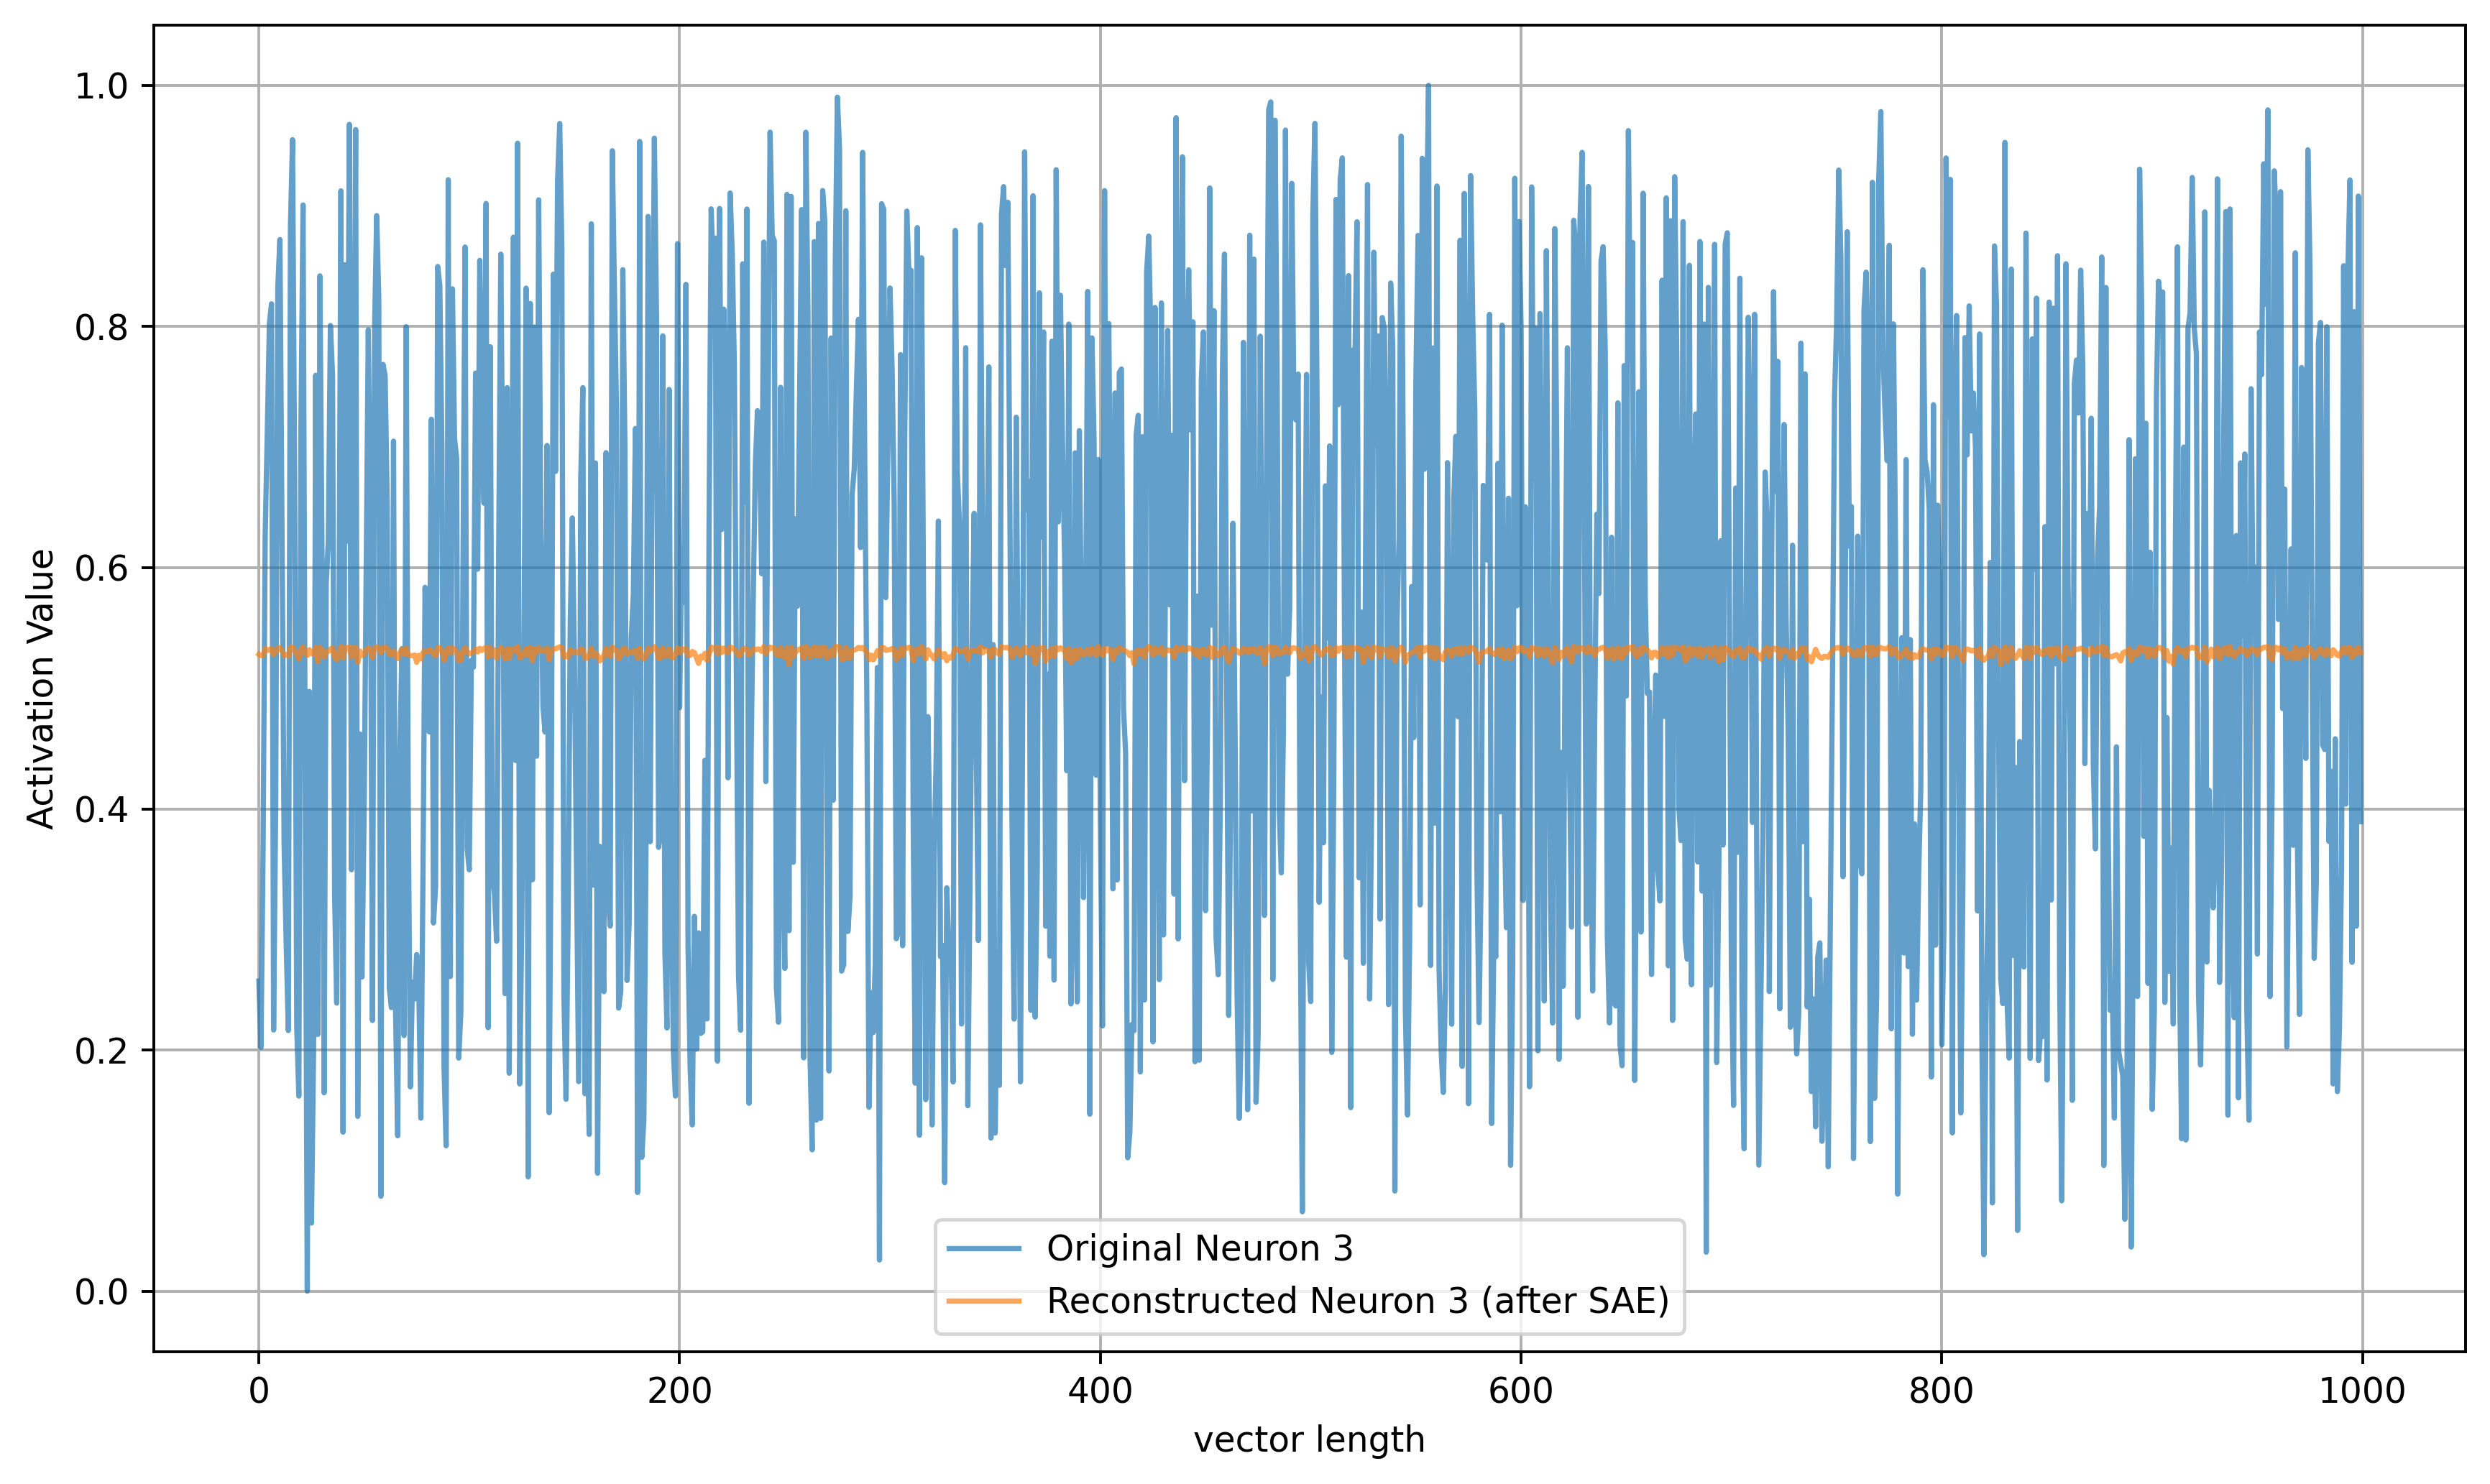 1.0
0.8
0.6
0.4
0.2
0.0
Activation Value
Original Neuron 3
Reconstructed Neuron 3 (after SAE)
0 200 400 600 800 1000
vector length